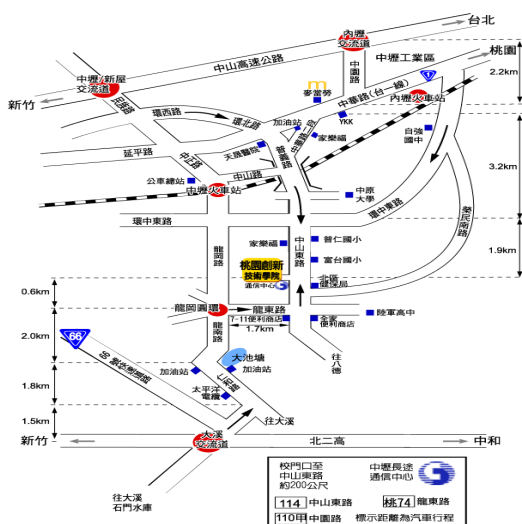 台北
內壢
交流道
中壢工業區
桃園
中山高速公路
中園路
2.2km
中壢/新屋
交流道
新竹
民族路
環西路
環北路
麥當勞
中華路(台一線)
1
內壢火車站
加油站
YKK
家樂福
中華路二段
自強
國中
天晟醫院
延平路
中正路
普義路
3.2km
中山路
公車總站
中壢火車站
中原
大學
環中東路
環中東路
榮民南路
龍岡路
家樂福
中山東路
普仁國小
1.9km
桃園創新
技術學院
富台國小
通信中心
北區
健保局
0.6km
龍岡圓環
龍東路
陸軍高中
7-11便利商店
全家
便利商店
1.7km
龍南路
2.0km
66
大池塘
往
八德
加油站
加油站
1.8km
太平洋
電纜
1.5km
往大溪
新竹
大溪
交流道
北二高
中和
往大溪
石門水庫
校門口至
中山東路
約200公尺
中壢長途
通信中心
114 中山東路
桃74 龍東路
110甲 中園路
標示距離為汽車行程